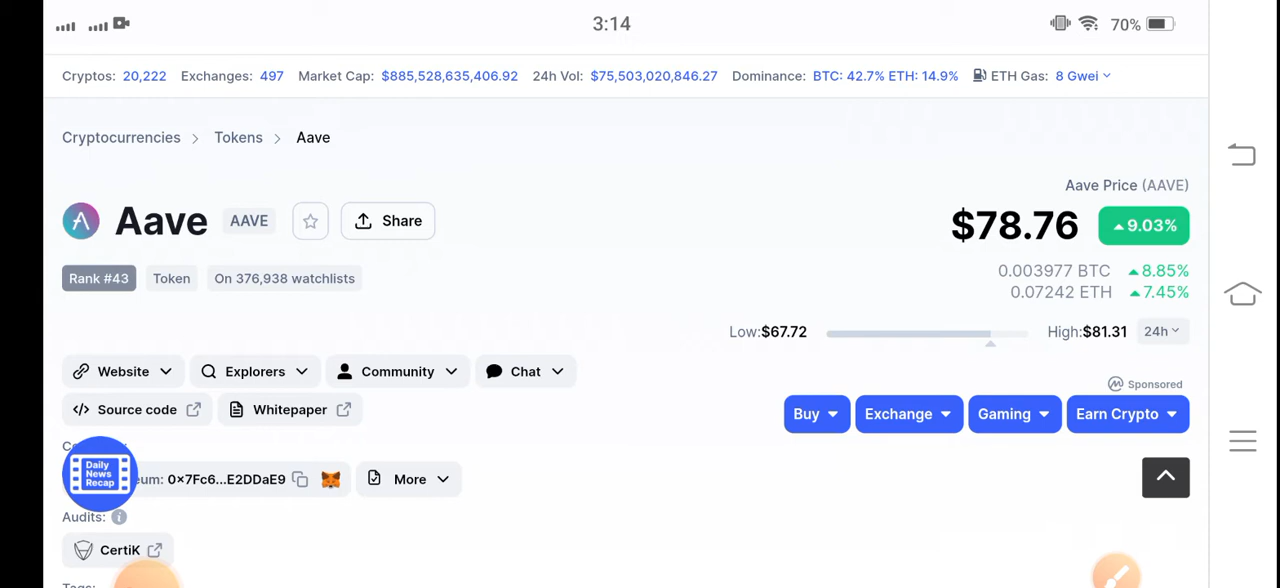 3:14 70%
Cryptos: 20,222 Exchanges: 497 Market Cap: $885,528,635,406.92 24h Vol: $75,503,020,846.27 Dominance: BTC: 42.7% ETH: 14.9% ETH Gas: 8 Gwei
Cryptocurrencies > Tokens > Aave
Aave Price (AAVE)
Aave AAVE Share $78.76 9.03%
Rank #43 Token On 376,938 watchlists 0.003977 BTC 8.85%
0.07242 ETH 7.45%
Low:$67.72 High:$81.31 24h
Website Explorers Community Chat
Sponsored
Source code Whitepaper Buy Exchange Gaming Earn Crypto
Daily
News
Recap
um: 0x7Fc6...E2DDaE9 More
Audits:
CertiK